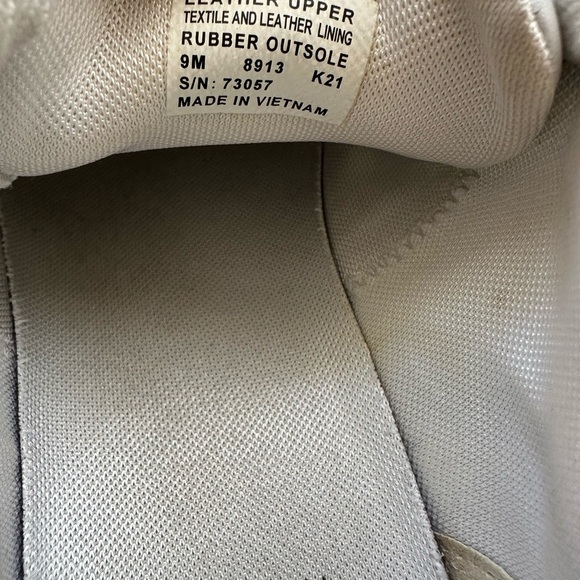 LEATHER UPPER
TEXTILE AND LEATHER LINING
RUBBER OUTSOLE
9M 8913 K21
S/N: 73057
MADE IN VIETNAM